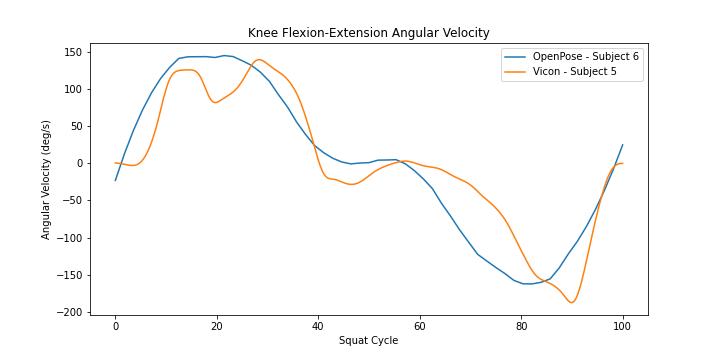 Knee Flexion-Extension Angular Velocity
OpenPose - Subject 6
Vicon - Subject 5
Angular Velocity (deg/s)
150
100
50
0
−50
−100
−150
−200
0 20 40 60 80 100
Squat Cycle